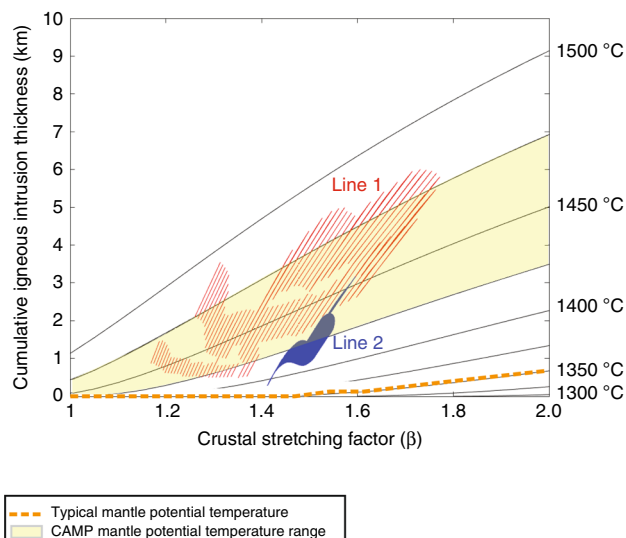 10
9
8
7
6
5
4
3
2
1
0
Cumulative igneous intrusion thickness (km)
1500 °C
1450 °C
1400 °C
1350 °C
1300 °C
Line 1
Line 2
1 1.2 1.4 1.6 1.8 2.0
Crustal stretching factor (β)
Typical mantle potential temperature
CAMP mantle potential temperature range